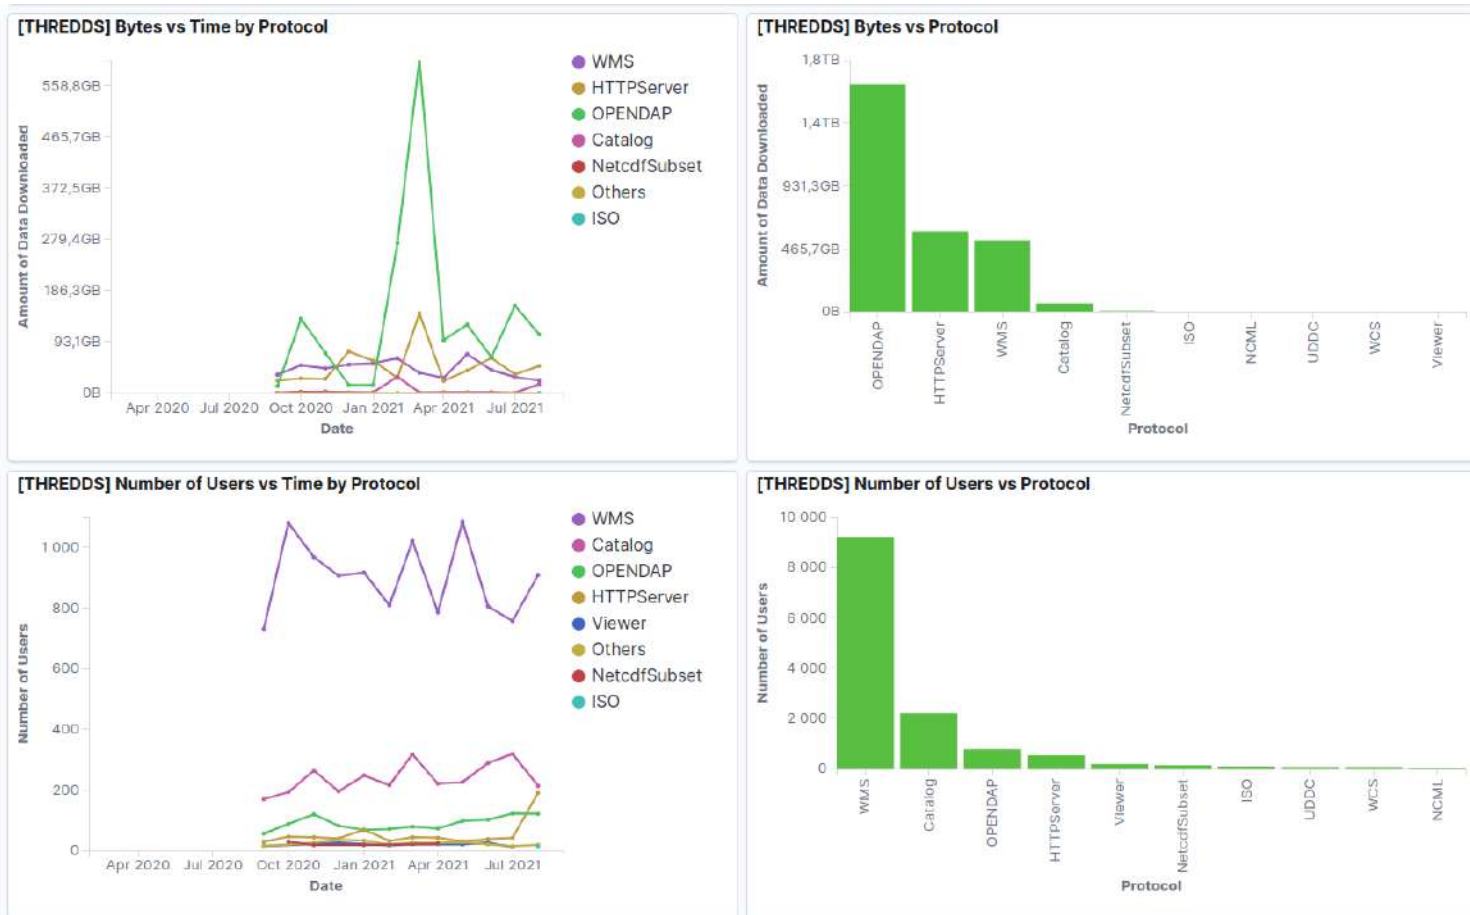 [THREDDS] Bytes vs Time by Protocol
Amount of Data Downloaded
558,8GB
465,7GB
372,5GB
279,4GB
186,3GB
93,1GB
0B
Apr 2020 Jul 2020 Oct 2020 Jan 2021 Apr 2021 Jul 2021
Date
WMS
HTTPServer
OPENDAP
Catalog
NetcdfSubset
Others
ISO
[THREDDS] Bytes vs Protocol
Amount of Data Downloaded
1,8TB
1,4TB
931,3GB
465,7GB
0B
OPENDAP
HTTPServer
WMS
Catalog
NetcdfSubset
ISO
NCML
UDDC
WCS
Viewer
Protocol
[THREDDS] Number of Users vs Time by Protocol
Number of Users
1 000
800
600
400
200
0
Apr 2020 Jul 2020 Oct 2020 Jan 2021 Apr 2021 Jul 2021
Date
WMS
Catalog
OPENDAP
HTTPServer
Viewer
Others
NetcdfSubset
ISO
[THREDDS] Number of Users vs Protocol
Number of Users
10 000
8 000
6 000
4 000
2 000
0
WMS
Catalog
OPENDAP
HTTPServer
Viewer
NetcdfSubset
ISO
UDDC
WCS
NCML
Protocol